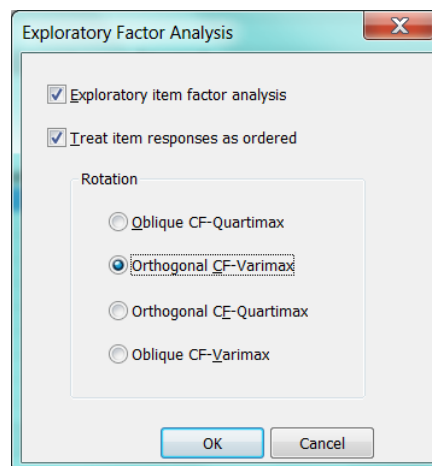 Exploratory Factor Analysis
Exploratory item factor analysis
Treat item responses as ordered
Rotation
Oblique CF-Quartimax
Orthogonal CF-Varimax
Orthogonal CF-Quartimax
Oblique CF-Varimax
OK Cancel